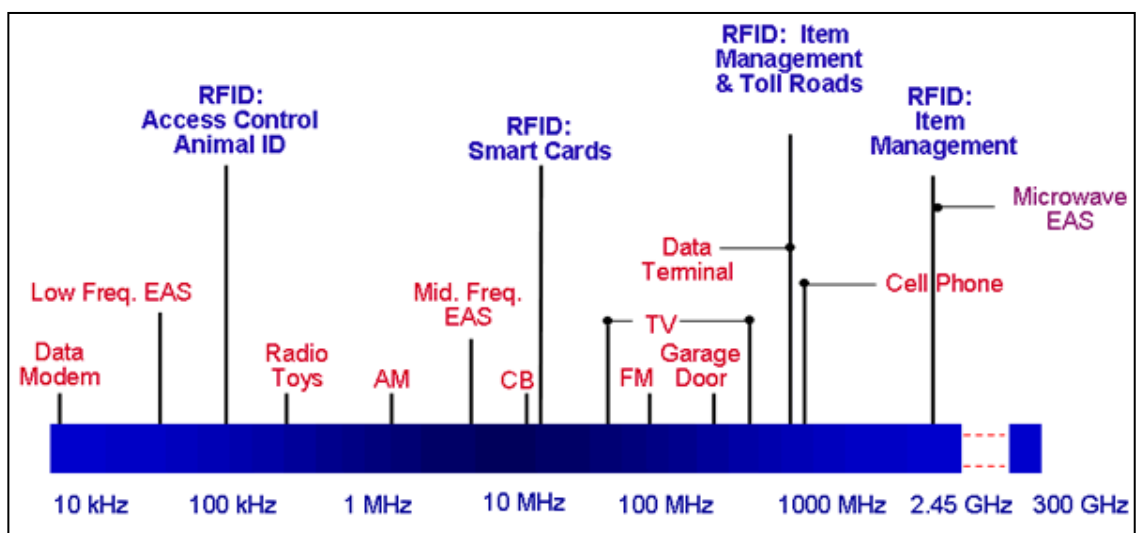 RFID: Item
Management
& Toll Roads
RFID:
Access Control
Animal ID
RFID:
Item
Management
RFID:
Smart Cards
Microwave
EAS
Data
Terminal
Low Freq. EAS
Mid. Freq.
EAS
Cell Phone
TV
Data
Modem
Radio
Toys
AM
CB
FM
Garage
Door
10 kHz
100 kHz
1 MHz
10 MHz
100 MHz
1000 MHz
2.45 GHz
300 GHz